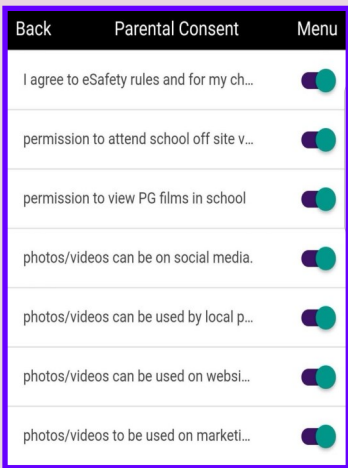 Back Parental Consent Menu
I agree to eSafety rules and for my ch...
permission to attend school off site v...
permission to view PG films in school
photos/videos can be on social media.
photos/videos can be used by local p...
photos/videos can be used on websi...
photos/videos to be used on marketi...